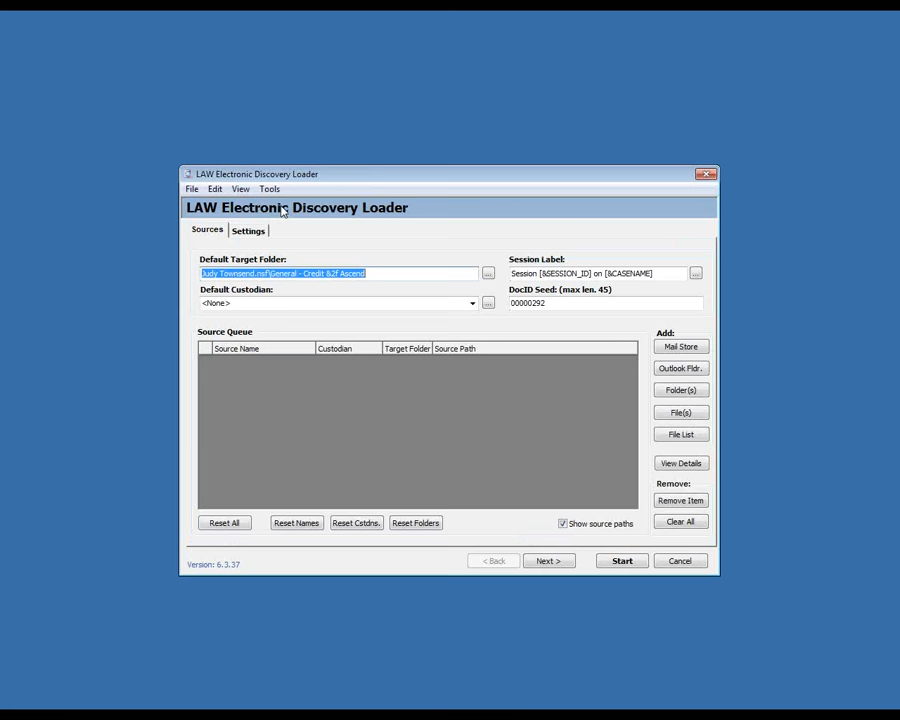 LAW Electronic Discovery Loader
File Edit View Tools
LAW Electronic Discovery Loader
Sources Settings
Default Target Folder: Session Label:
Judy Townsend.nsf\General - Credit &2f Ascend ... Session [&SESSION_ID] on [&CASENAME] ...
Default Custodian: DocID Seed: (max len. 45)
<None> ... 00000292
Source Queue Add:
Source Name Custodian Target Folder Source Path Mail Store
Outlook Fldr.
Folder(s)
File(s)
File List
View Details
Remove:
Remove Item
Reset All Reset Names Reset Cstdns. Reset Folders Show source paths Clear All
Version: 6.3.37 < Back Next > Start Cancel